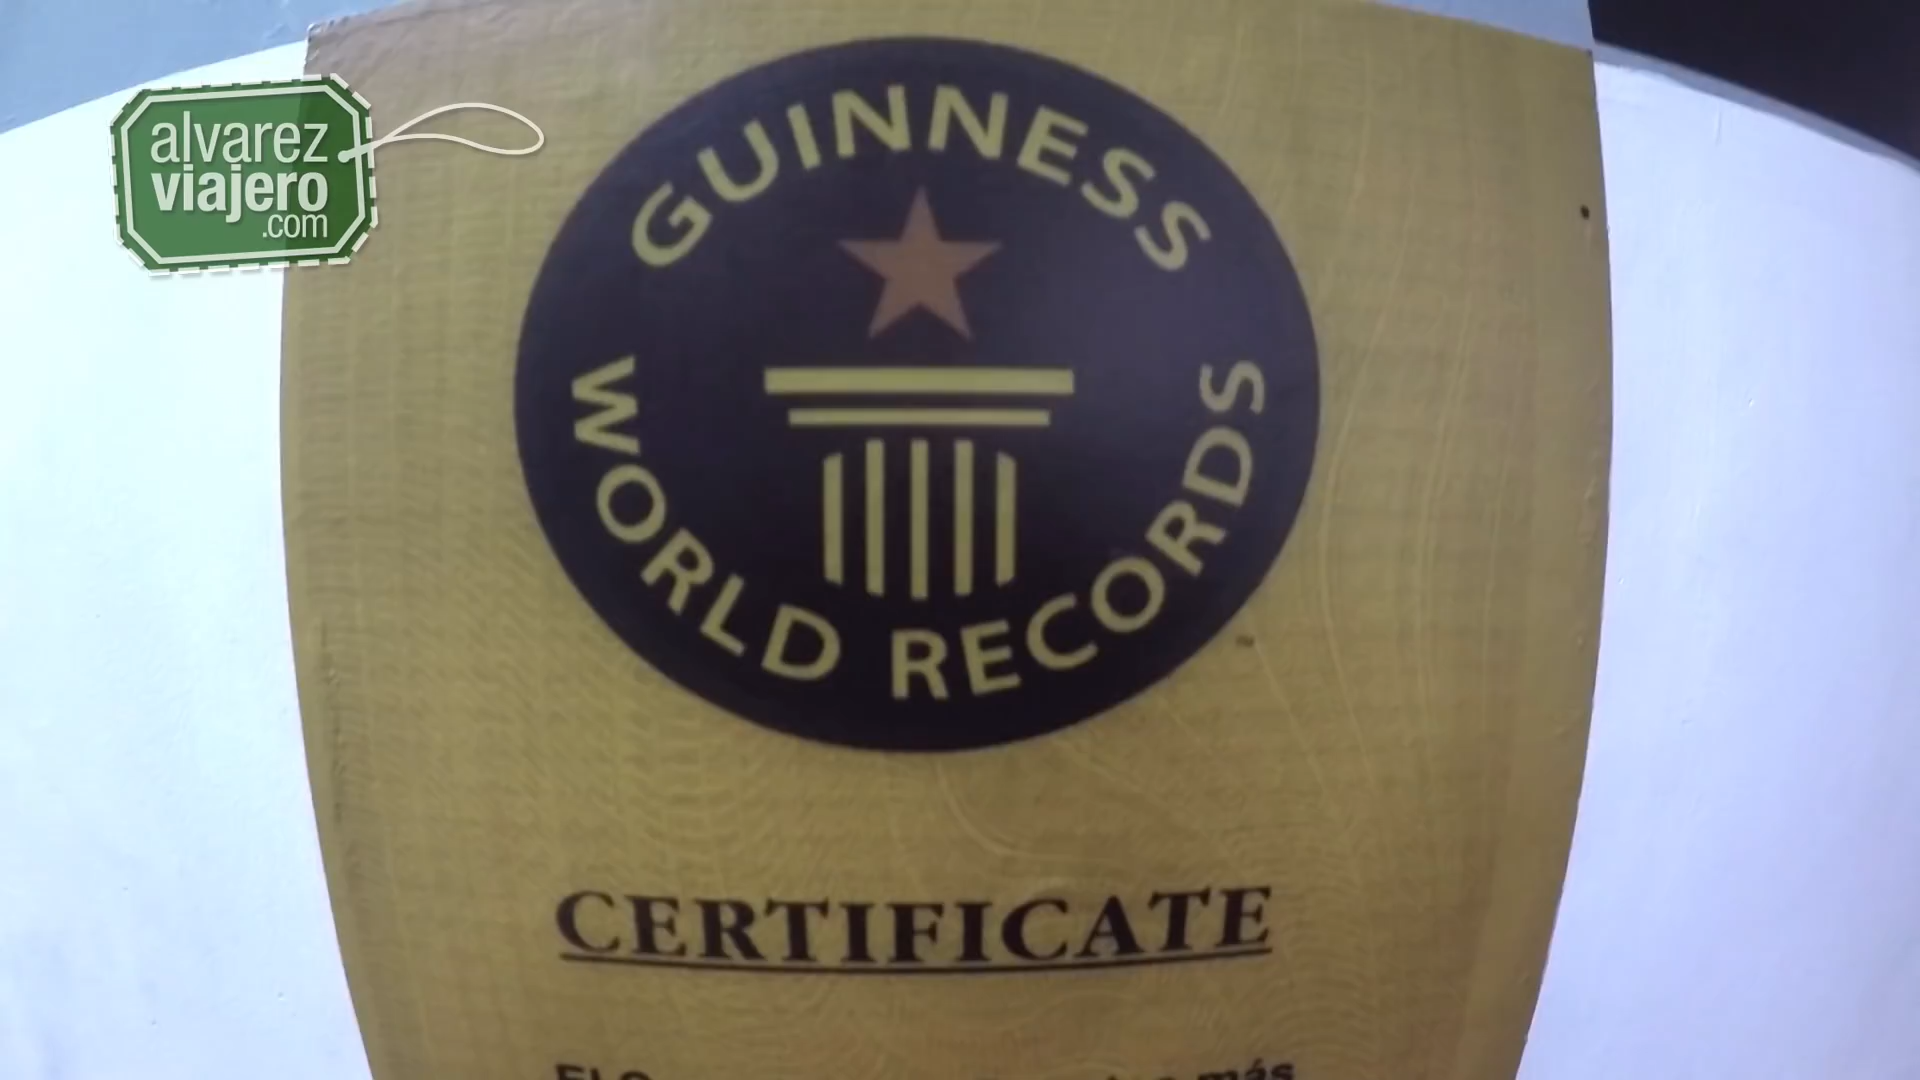 alvarez
viajero
.com
GUINNESS
WORLD RECORDS
CERTIFICATE
más